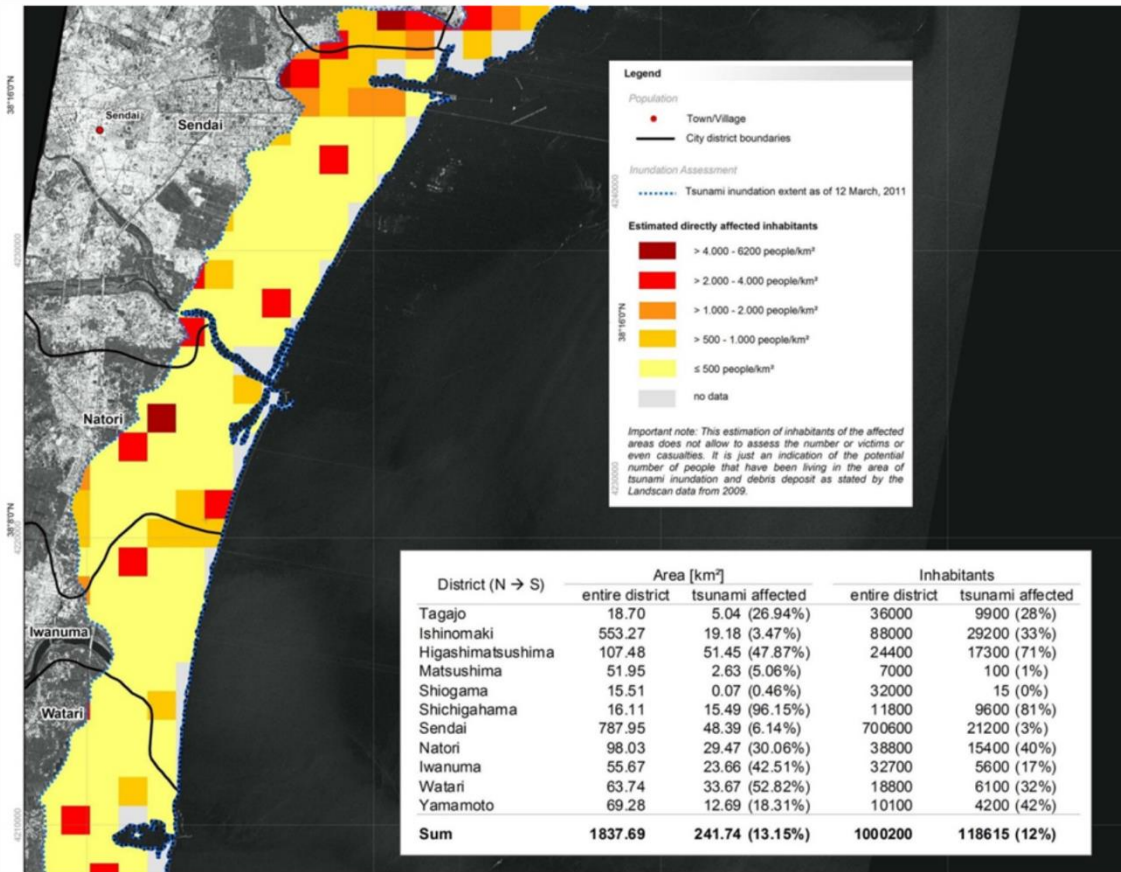 38°16'0"N
Sendai
Sendai
4230000
Natori
38°8'0"N
4220000
Iwanuma
Watari
4210000
Legend
Population
Town/Village
City district boundaries
Inundation Assessment
Tsunami inundation extent as of 12 March, 2011
4240000
Estimated directly affected inhabitants
> 4.000 - 6200 people/km²
> 2.000 - 4.000 people/km²
> 1.000 - 2.000 people/km²
> 500 - 1.000 people/km²
≤ 500 people/km²
no data
38°16'0"N
Important note: This estimation of inhabitants of the affected
areas does not allow to assess the number or victims or
even casualties. It is just an indication of the potential
number of people that have been living in the area of
tsunami inundation and debris deposit as stated by the
Landscan data from 2009.
4230000
District (N → S) Area [km²] Inhabitants
entire district tsunami affected entire district tsunami affected
Tagajo 18.70 5.04 (26.94%) 36000 9900 (28%)
Ishinomaki 553.27 19.18 (3.47%) 88000 29200 (33%)
Higashimatsushima 107.48 51.45 (47.87%) 24400 17300 (71%)
Matsushima 51.95 2.63 (5.06%) 7000 100 (1%)
Shiogama 15.51 0.07 (0.46%) 32000 15 (0%)
Shichigahama 16.11 15.49 (96.15%) 11800 9600 (81%)
Sendai 787.95 48.39 (6.14%) 700600 21200 (3%)
Natori 98.03 29.47 (30.06%) 38800 15400 (40%)
Iwanuma 55.67 23.66 (42.51%) 32700 5600 (17%)
Watari 63.74 33.67 (52.82%) 18800 6100 (32%)
Yamamoto 69.28 12.69 (18.31%) 10100 4200 (42%)
Sum 1837.69 241.74 (13.15%) 1000200 118615 (12%)